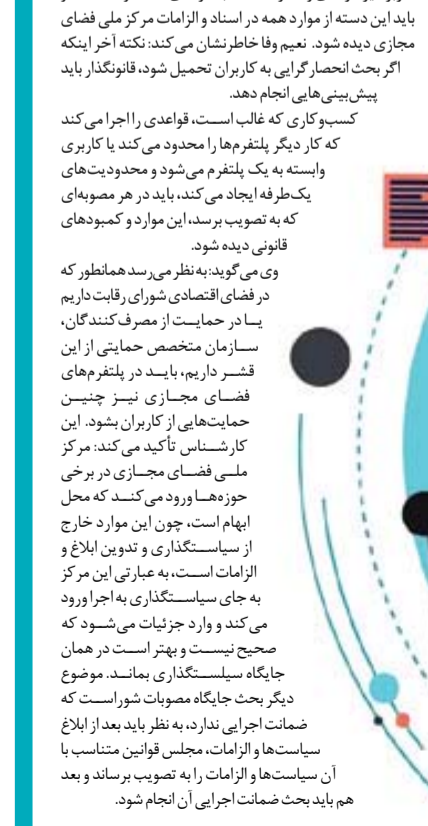 باید این دسته از موارد همه در اسناد و الزامات مرکز ملی فضای
مجازی دیده شود. نعیم وفا خاطرنشان می‌کند: نکته آخر اینکه
اگر بحث انحصارگرایی به کاربران تحمیل شود، قانونگذار باید
پیش‌بینی‌هایی انجام دهد.
کسب‌وکاری که غالب است، قواعدی را اجرا می‌کند
که کار دیگر پلتفرم‌ها را محدود می‌کند یا کاربری
وابسته به یک پلتفرم می‌شود و محدودیت‌های
یک‌طرفه ایجاد می‌کند، باید در هر مصوبه‌ای
که به تصویب برسد، این موارد و کمبودهای
قانونی دیده شود.
وی می‌گوید: به نظر می‌رسد همانطور که
در فضای اقتصادی شورای رقابت داریم
یا در حمایت از مصرف‌کنندگان،
سازمان متخصص حمایتی از این
قشر داریم، باید در پلتفرم‌های
فضای مجازی نیز چنین
حمایت‌هایی از کاربران بشود. این
کارشناس تأکید می‌کند: مرکز
ملی فضای مجازی در برخی
حوزه‌ها ورود می‌کند که محل
ابهام است، چون این موارد خارج
از سیاستگذاری و تدوین ابلاغ و
الزامات است، به عبارتی این مرکز
به جای سیاستگذاری به اجرا ورود
می‌کند و وارد جزئیات می‌شود که
صحیح نیست و بهتر است در همان
جایگاه سیلستگذاری بماند. موضوع
دیگر بحث جایگاه مصوبات شوراست که
ضمانت اجرایی ندارد، به نظر باید بعد از ابلاغ
سیاست‌ها و الزامات، مجلس قوانین متناسب با
آن سیاست‌ها و الزامات را به تصویب برساند و بعد
هم باید بحث ضمانت اجرایی آن انجام شود.